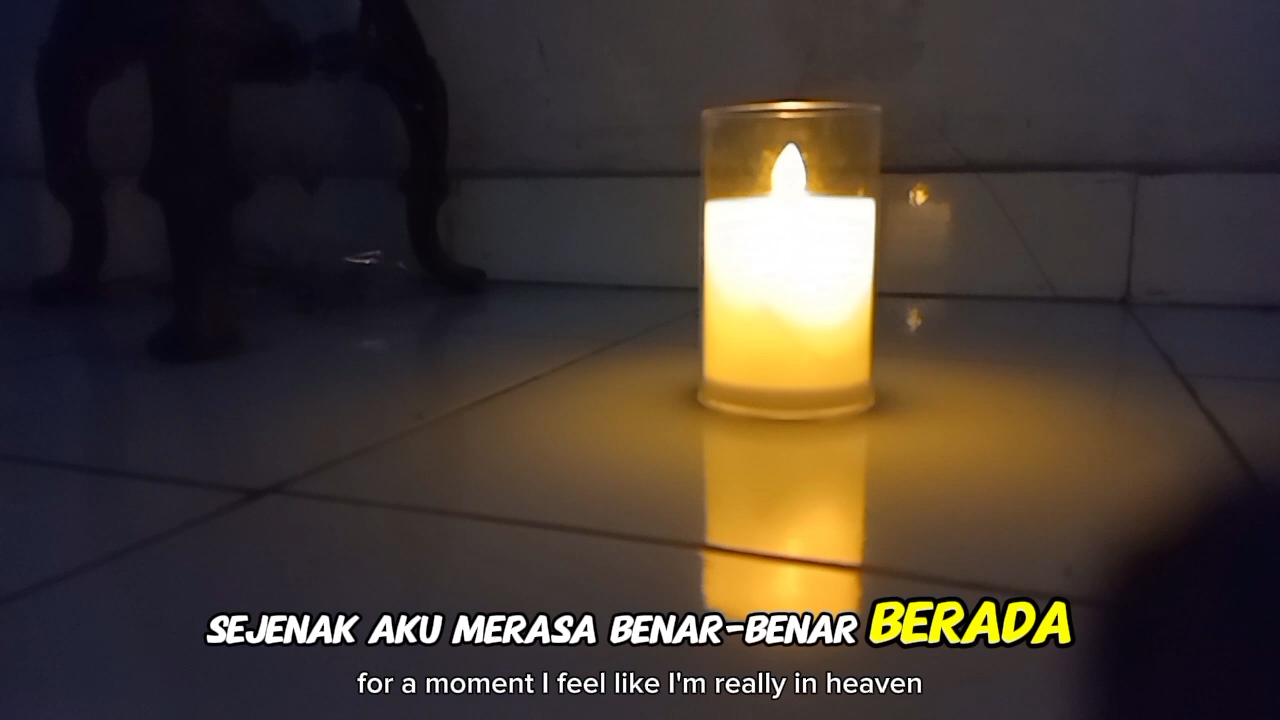 SEJENAK AKU MERASA BENAR-BENAR BERADA
for a moment I feel like I'm really in heaven